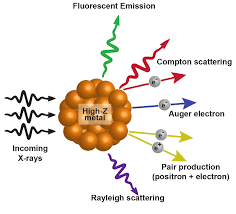 Fluorescent Emission
Compton scattering
e⁻
High-Z
metal
e⁻
Auger electron
e⁻
e⁺
Incoming
X-rays
Pair production
(positron + electron)
Rayleigh scattering